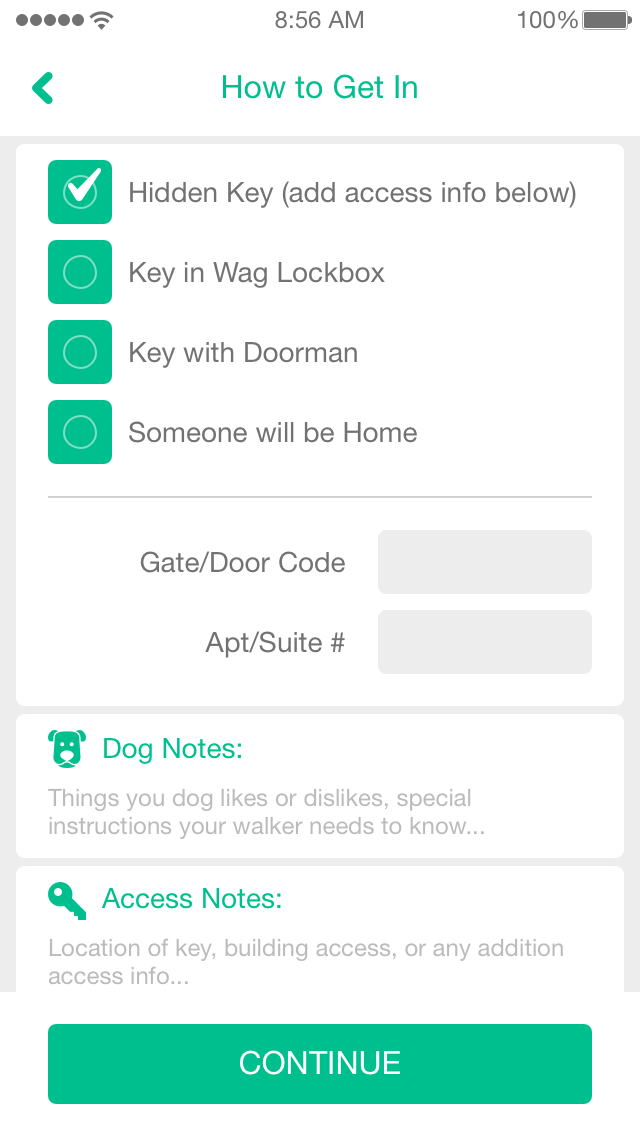 8:56 AM
100%
How to Get In
Hidden Key (add access info below)
Key in Wag Lockbox
Key with Doorman
Someone will be Home
Gate/Door Code
Apt/Suite #
Dog Notes:
Things you dog likes or dislikes, special
instructions your walker needs to know...
Access Notes:
Location of key, building access, or any addition
access info...
CONTINUE